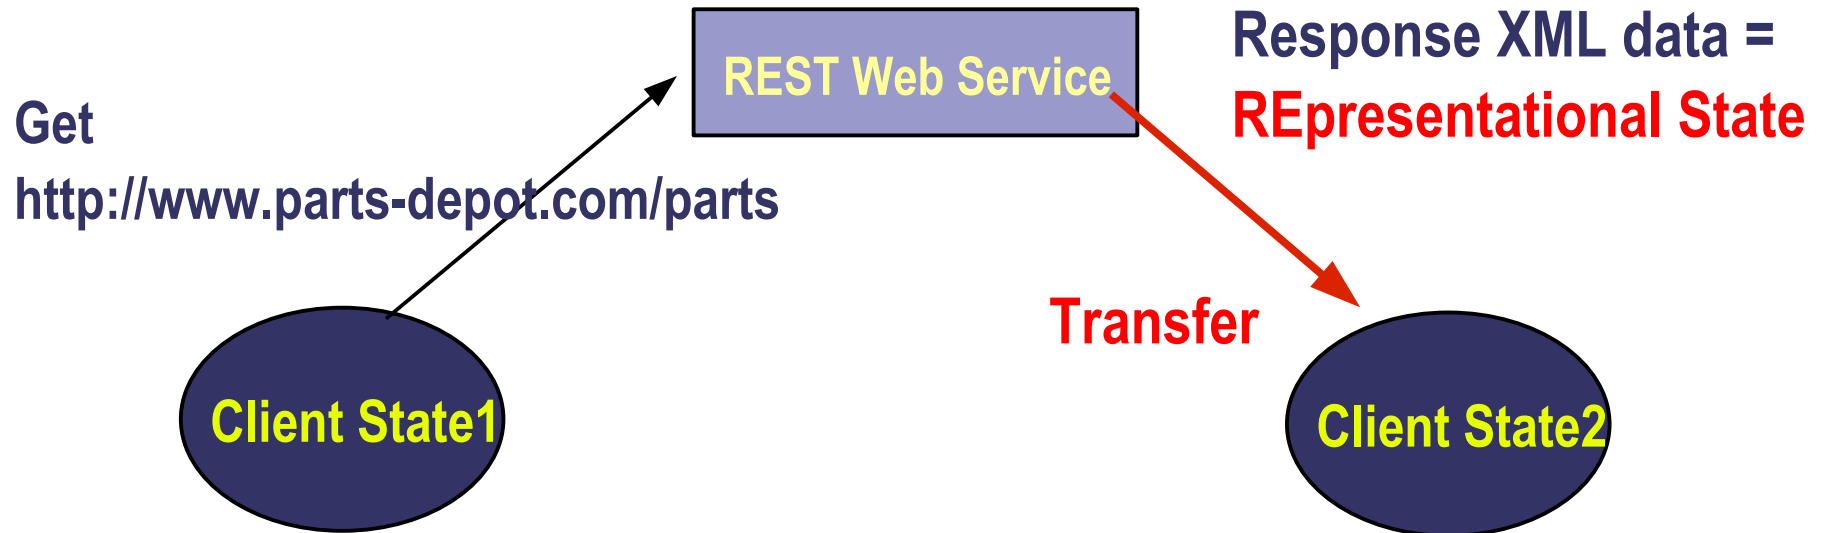 Get
http://www.parts-depot.com/parts
REST Web Service
Response XML data =
REpresentational State
Transfer
Client State1
Client State2